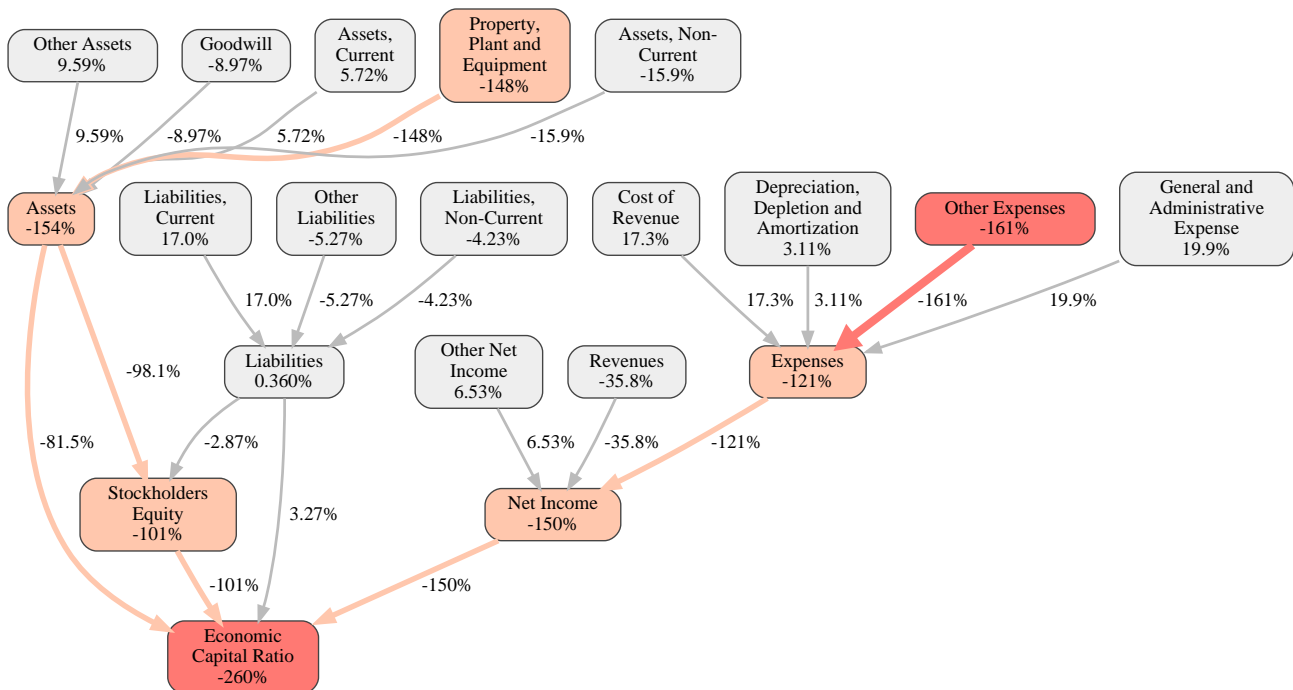 Other Assets
9.59%
Goodwill
-8.97%
Assets,
Current
5.72%
Property,
Plant and
Equipment
-148%
Assets, Non-
Current
-15.9%
9.59%
-8.97%
5.72%
-148%
-15.9%
Assets
-154%
Liabilities,
Current
17.0%
Other
Liabilities
-5.27%
Liabilities,
Non-Current
-4.23%
Cost of
Revenue
17.3%
Depreciation,
Depletion and
Amortization
3.11%
Other Expenses
-161%
General and
Administrative
Expense
19.9%
17.0%
-5.27%
-4.23%
17.3%
3.11%
-161%
19.9%
Liabilities
0.360%
Other Net
Income
6.53%
Revenues
-35.8%
Expenses
-121%
-98.1%
-81.5%
-2.87%
6.53%
-35.8%
-121%
Stockholders
Equity
-101%
3.27%
Net Income
-150%
-101%
-150%
Economic
Capital Ratio
-260%